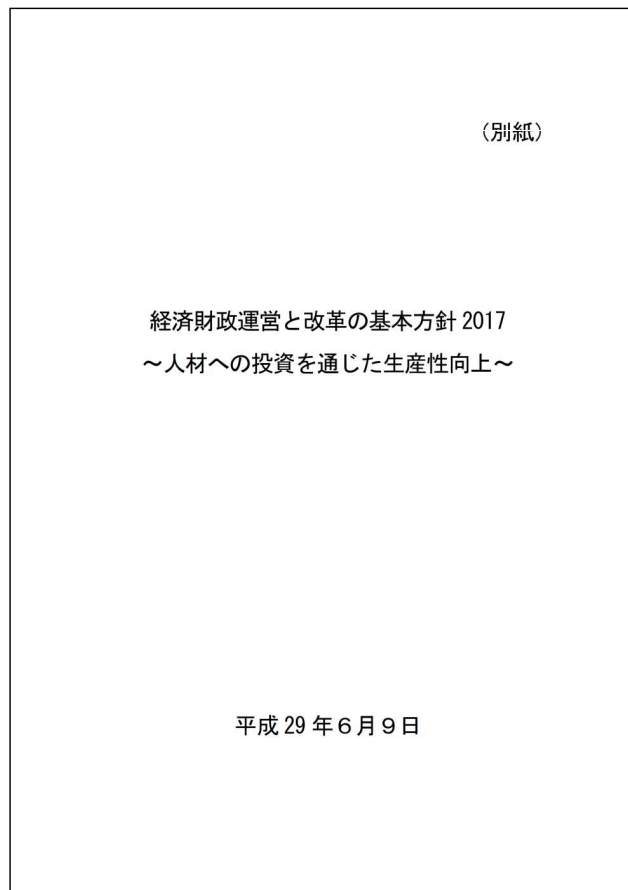 （別紙）
経済財政運営と改革の基本方針 2017
～人材への投資を通じた生産性向上～
平成 29 年６月９日